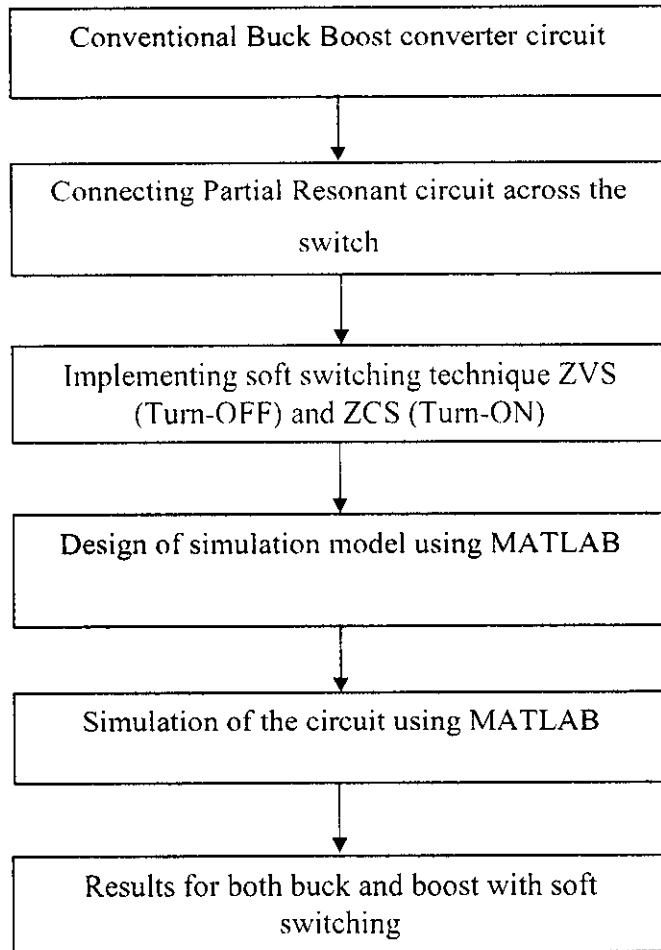 Conventional Buck Boost converter circuit
Connecting Partial Resonant circuit across the
switch
Implementing soft switching technique ZVS
(Turn-OFF) and ZCS (Turn-ON)
Design of simulation model using MATLAB
Simulation of the circuit using MATLAB
Results for both buck and boost with soft
switching